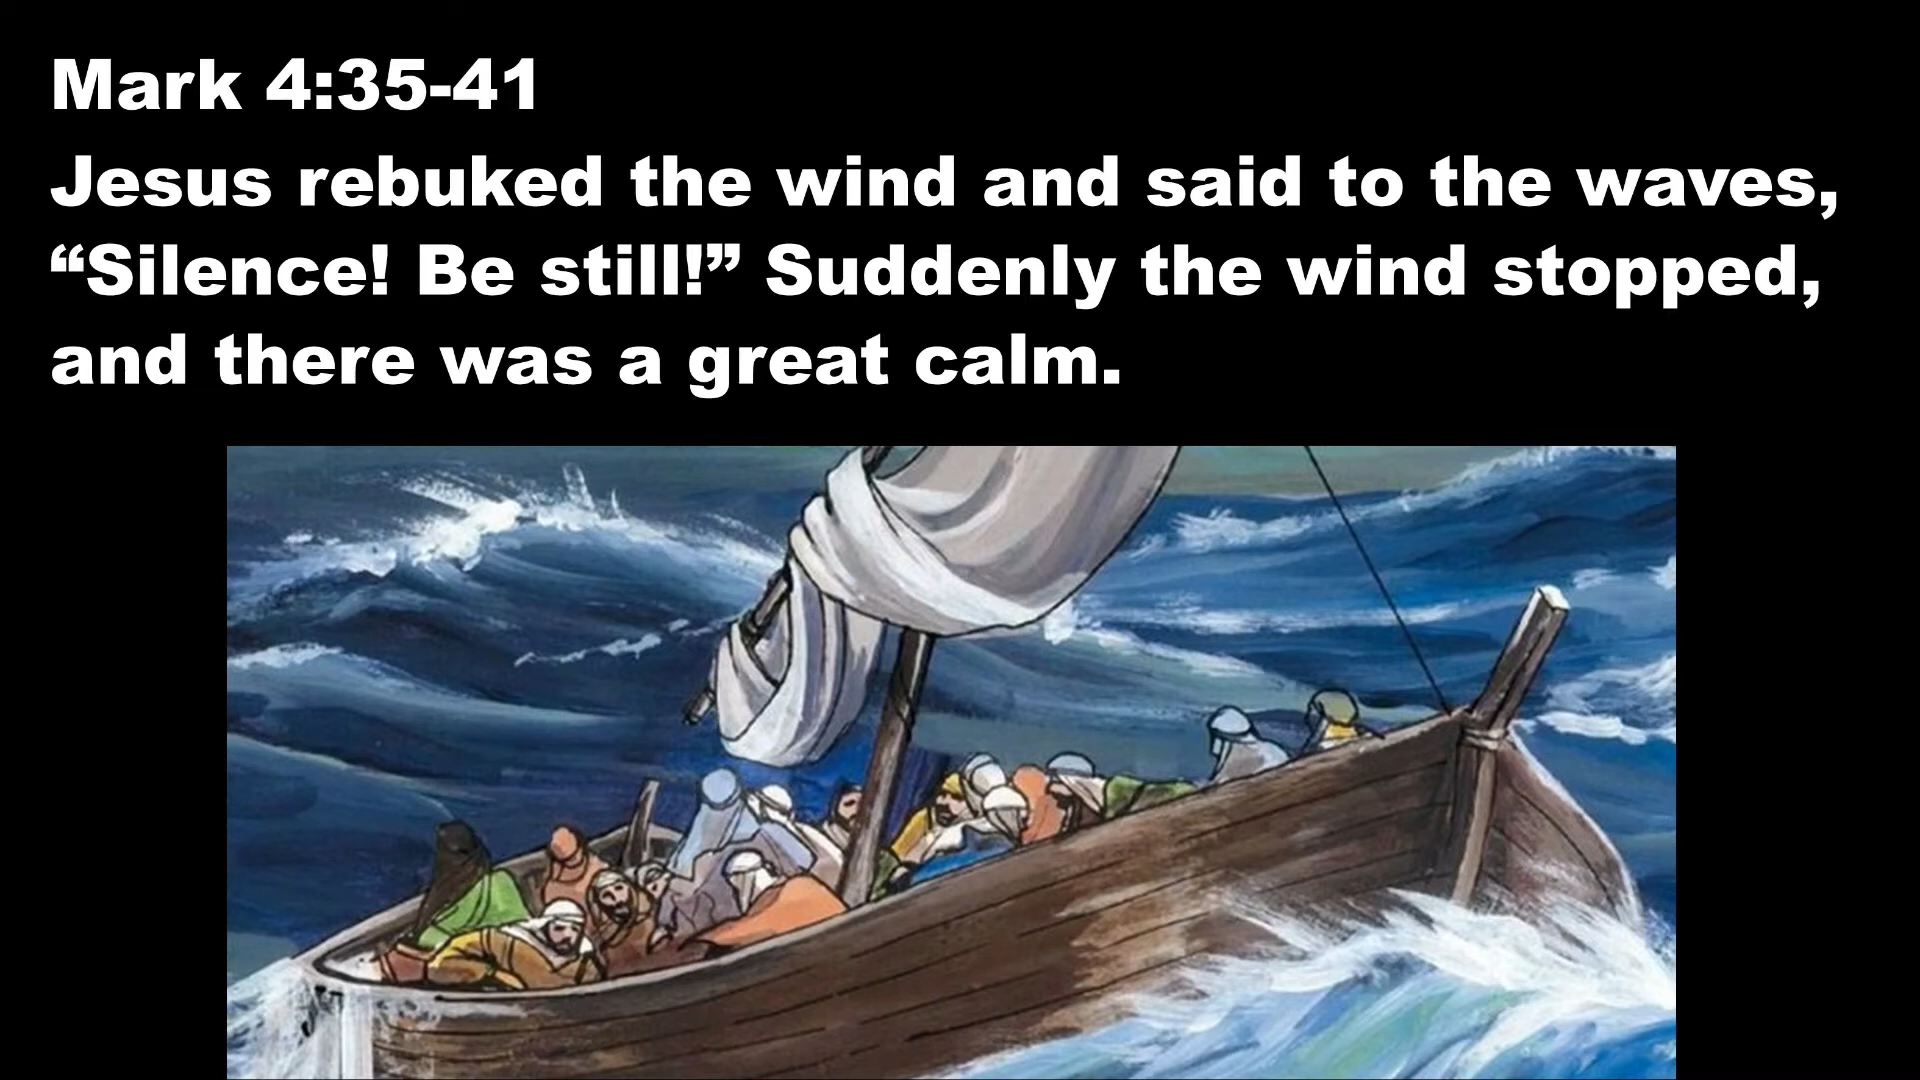 Mark 4:35-41
Jesus rebuked the wind and said to the waves,
“Silence! Be still!” Suddenly the wind stopped,
and there was a great calm.